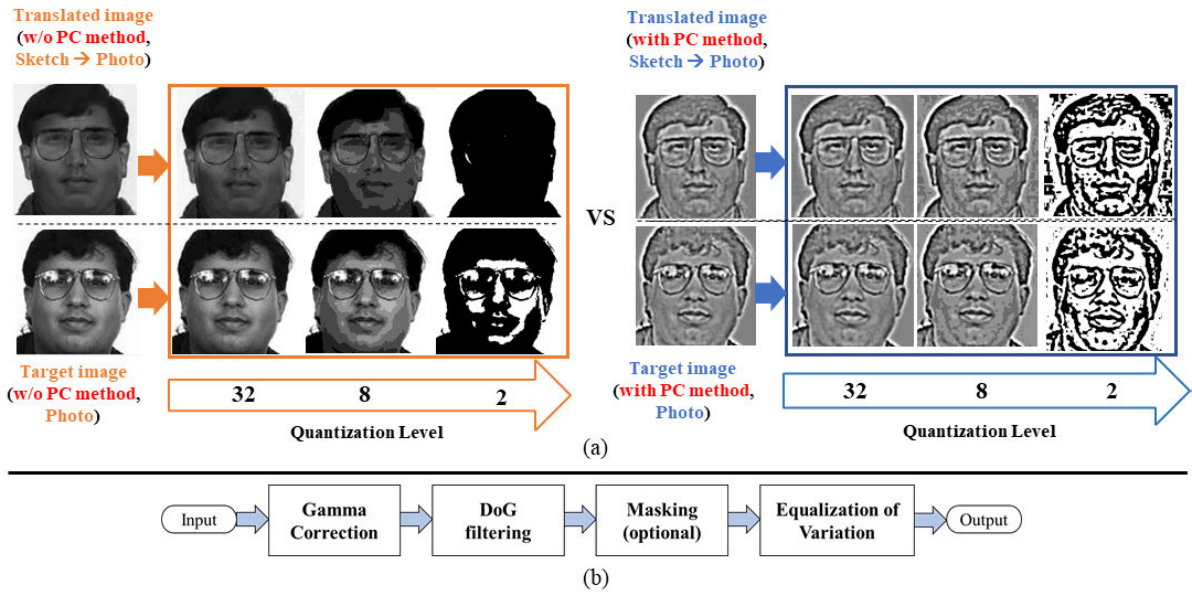 (a)
Translated image
(w/o PC method,
Sketch → Photo)
Target image
(w/o PC method,
Photo)
32 8 2
Quantization Level
VS
Translated image
(with PC method,
Sketch → Photo)
Target image
(with PC method,
Photo)
32 8 2
Quantization Level
(a)
Input
Gamma
Correction
DoG
filtering
Masking
(optional)
Equalization of
Variation
Output
(b)